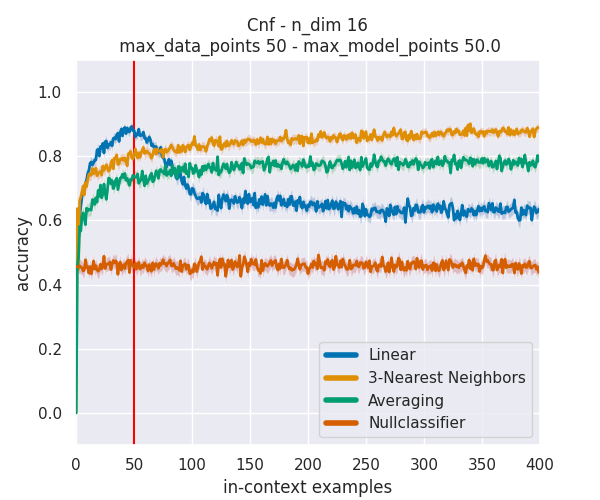 Cnf - n_dim 16
max_data_points 50 - max_model_points 50.0
accuracy
1.0
0.8
0.6
0.4
0.2
0.0
Linear
3-Nearest Neighbors
Averaging
Nullclassifier
0 50 100 150 200 250 300 350 400
in-context examples